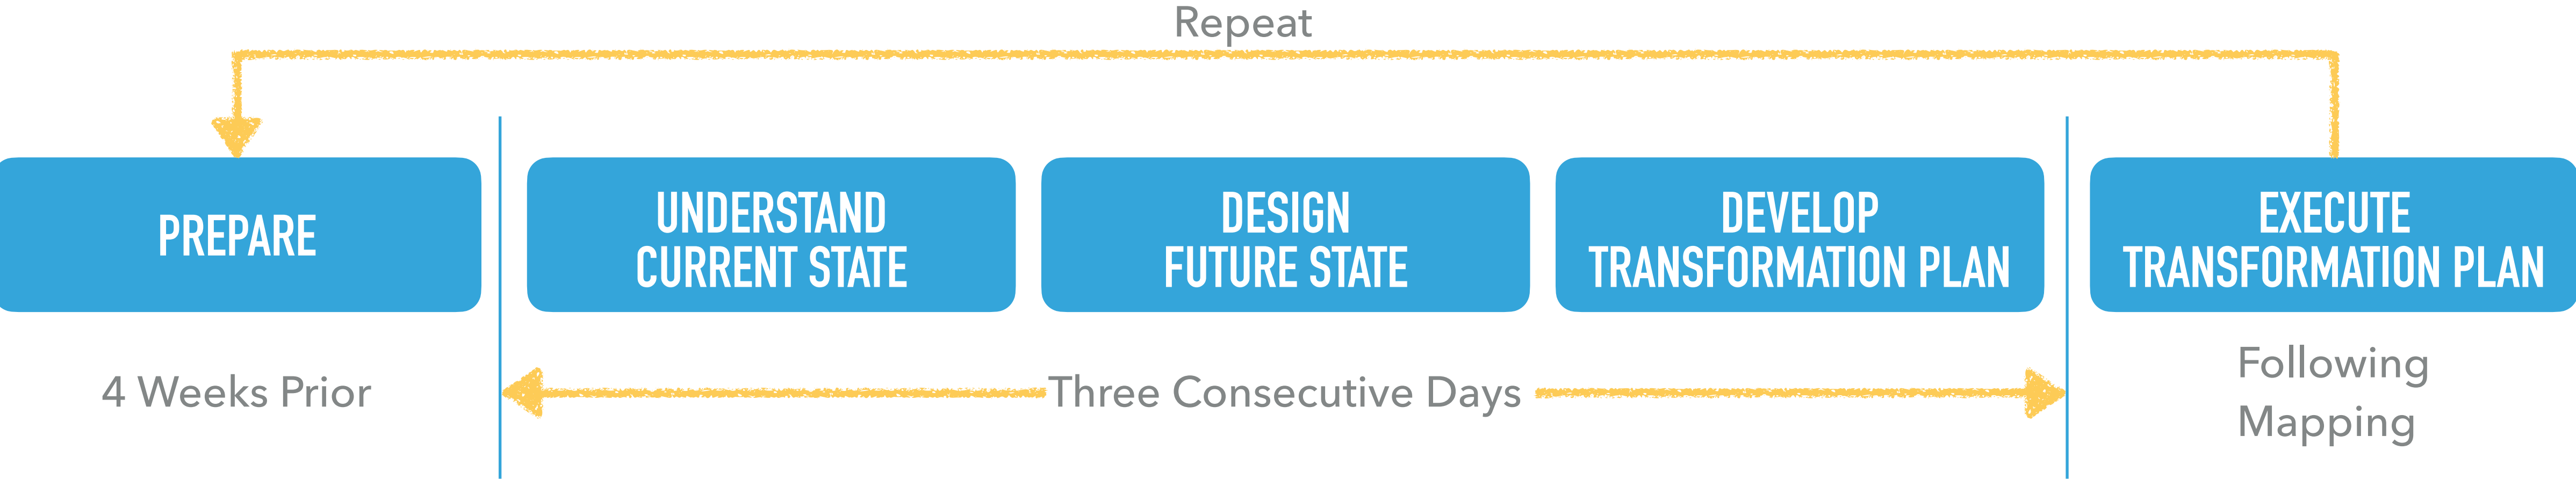 Repeat
PREPARE
UNDERSTAND
CURRENT STATE
DESIGN
FUTURE STATE
DEVELOP
TRANSFORMATION PLAN
EXECUTE
TRANSFORMATION PLAN
4 Weeks Prior
Three Consecutive Days
Following
Mapping